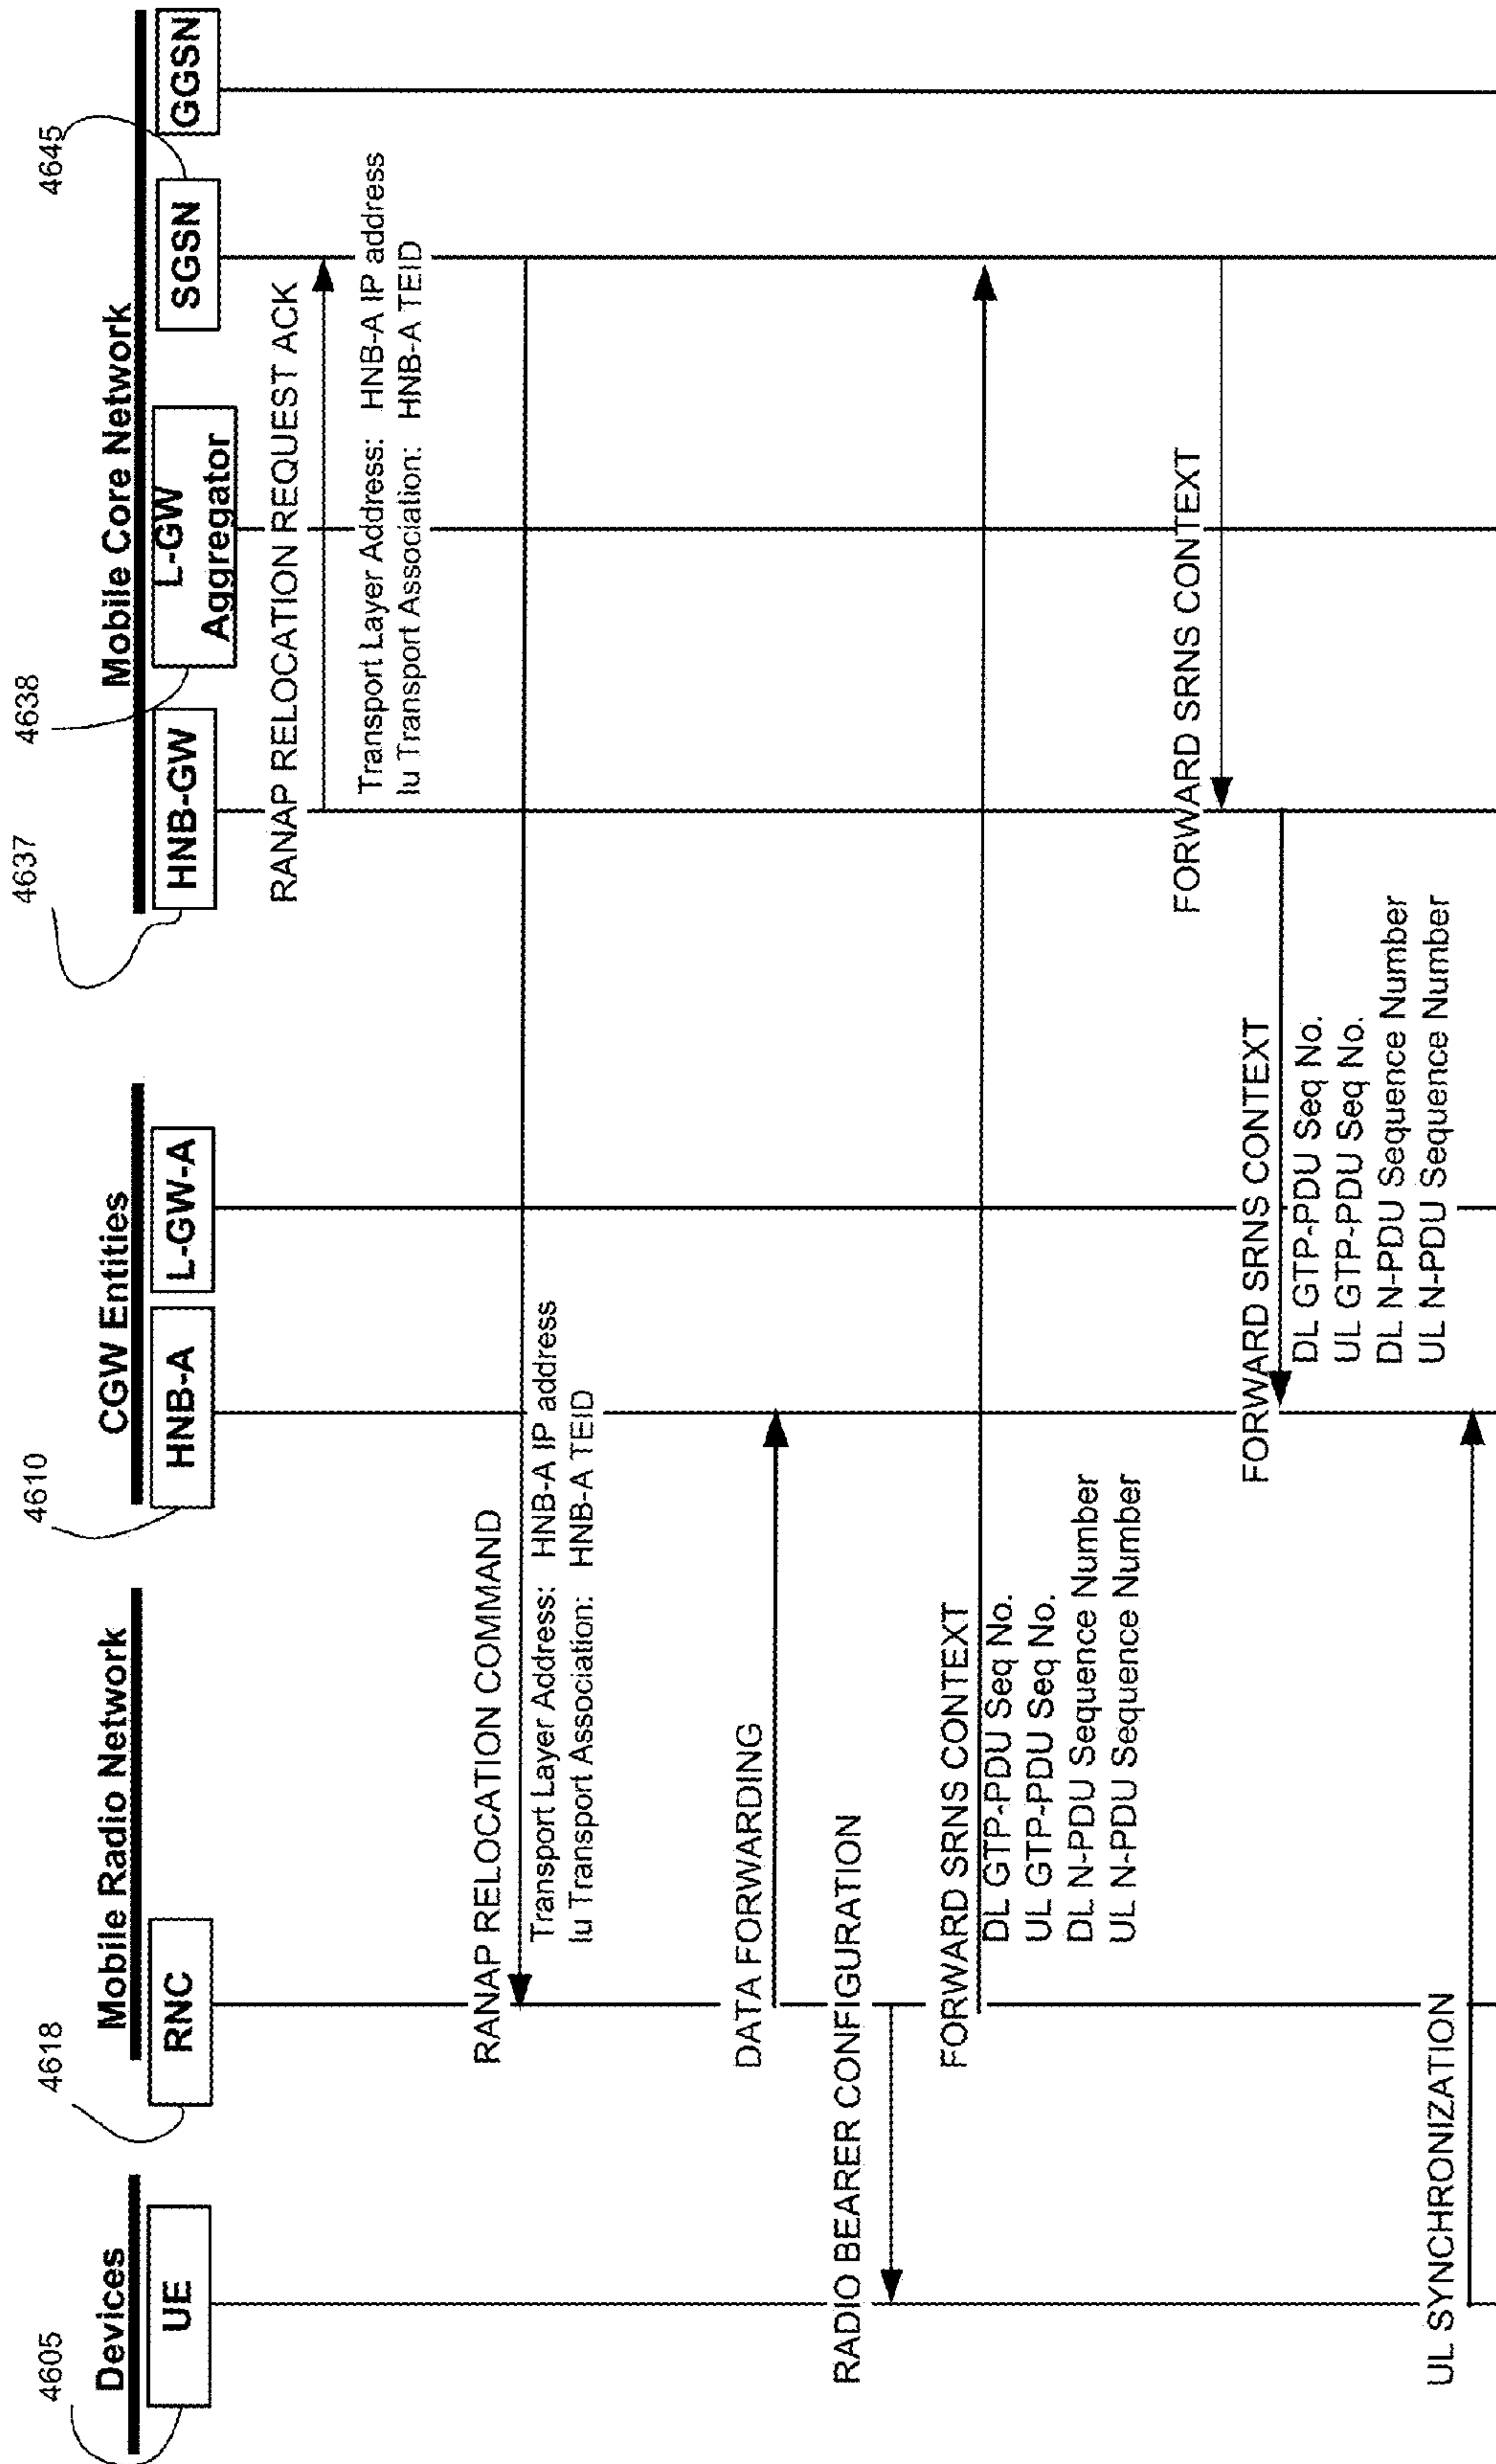 4605
4618
4610
4637
4638
4645
Devices
Mobile Radio Network
CGW Entities
Mobile Core Network
UE
RNC
HNB-A
L-GW-A
HNB-GW
L-GW
Aggregator
SGSN
GGSN
RANAP RELOCATION REQUEST ACK
Transport Layer Address: HNB-A IP address
Iu Transport Association: HNB-A TEID
RANAP RELOCATION COMMAND
Transport Layer Address: HNB-A IP address
Iu Transport Association: HNB-A TEID
DATA FORWARDING
RADIO BEARER CONFIGURATION
FORWARD SRNS CONTEXT
DL GTP-PDU Seq No.
UL GTP-PDU Seq No.
DL N-PDU Sequence Number
UL N-PDU Sequence Number
FORWARD SRNS CONTEXT
FORWARD SRNS CONTEXT
DL GTP-PDU Seq No.
UL GTP-PDU Seq No.
DL N-PDU Sequence Number
UL N-PDU Sequence Number
UL SYNCHRONIZATION